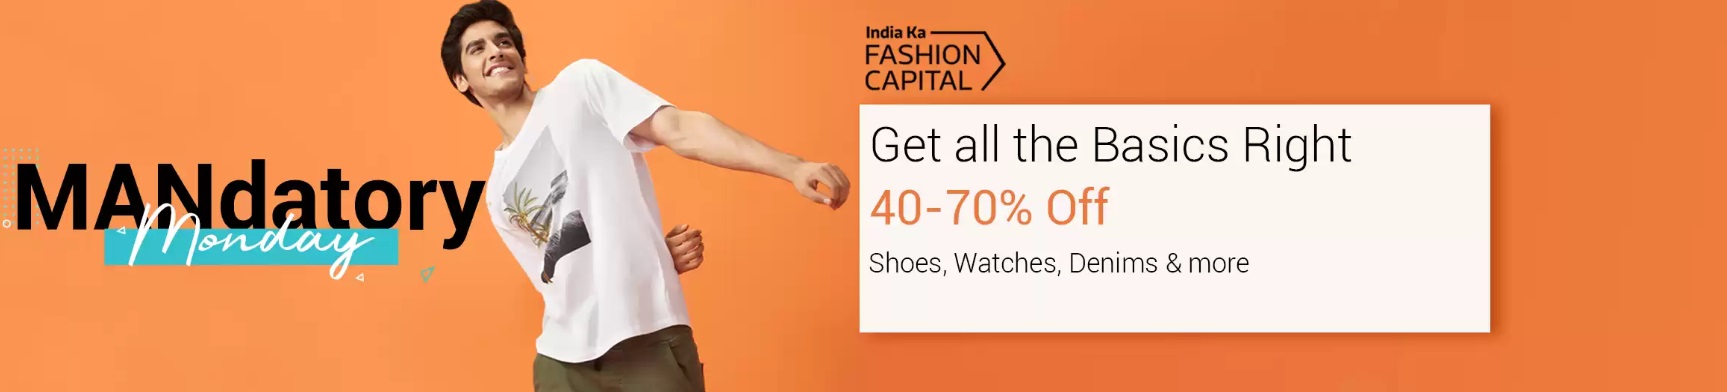 MANdatory
Monday
India Ka
FASHION
CAPITAL
Get all the Basics Right
40-70% Off
Shoes, Watches, Denims & more